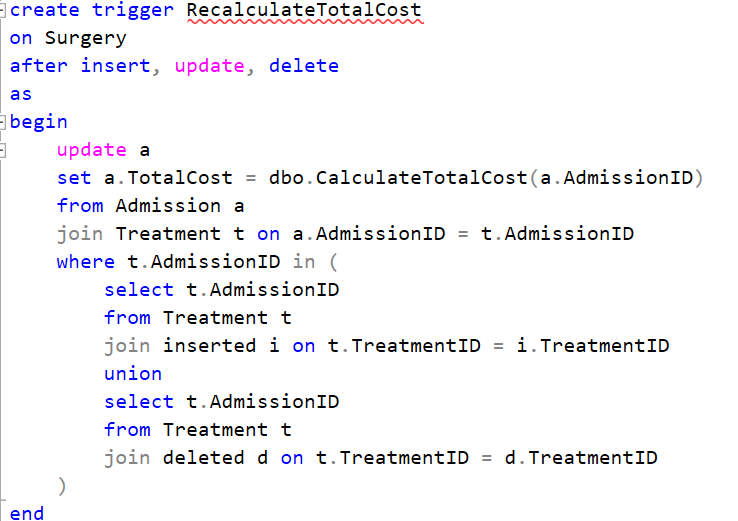 create trigger RecalculateTotalCost
on Surgery
after insert, update, delete
as
begin
    update a
    set a.TotalCost = dbo.CalculateTotalCost(a.AdmissionID)
    from Admission a
    join Treatment t on a.AdmissionID = t.AdmissionID
    where t.AdmissionID in (
        select t.AdmissionID
        from Treatment t
        join inserted i on t.TreatmentID = i.TreatmentID
        union
        select t.AdmissionID
        from Treatment t
        join deleted d on t.TreatmentID = d.TreatmentID
    )
end